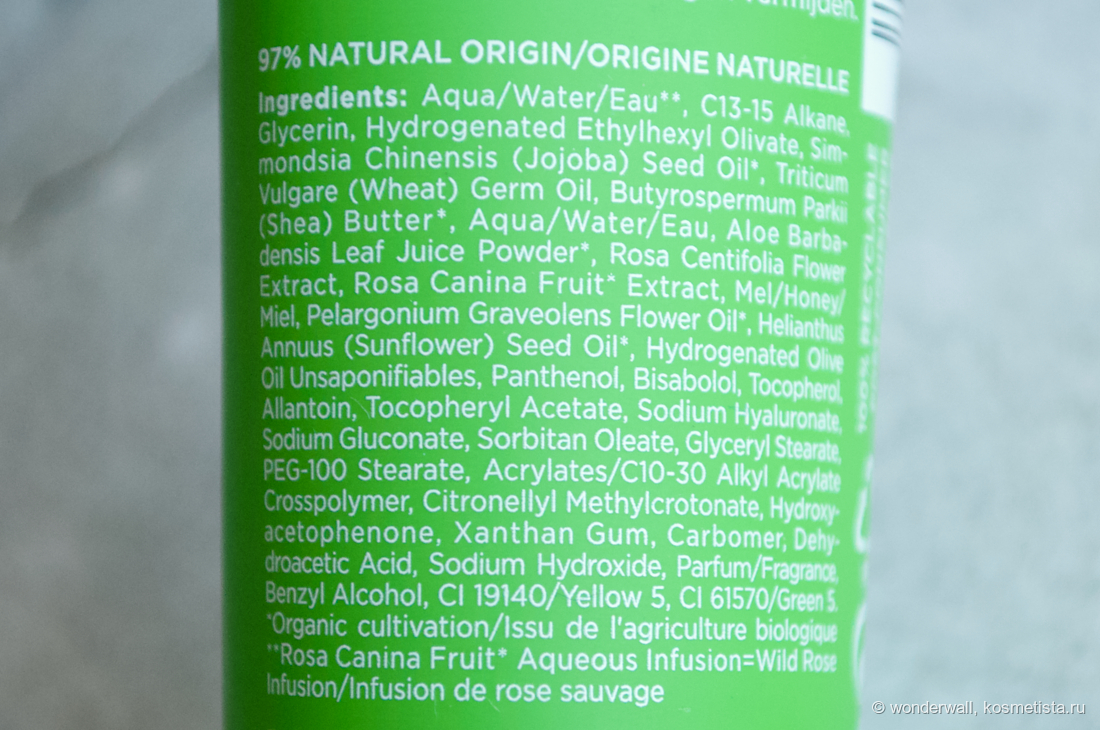 vermijden.
97% NATURAL ORIGIN/ORIGINE NATURELLE
Ingredients: Aqua/Water/Eau**, C13-15 Alkane,
Glycerin, Hydrogenated Ethylhexyl Olivate, Sim-
mondsia Chinensis (Jojoba) Seed Oil*, Triticum
Vulgare (Wheat) Germ Oil, Butyrospermum Parkii
(Shea) Butter*, Aqua/Water/Eau, Aloe Barba-
densis Leaf Juice Powder*, Rosa Centifolia Flower
Extract, Rosa Canina Fruit* Extract, Mel/Honey/
Miel, Pelargonium Graveolens Flower Oil*, Helianthus
Annuus (Sunflower) Seed Oil*, Hydrogenated Olive
Oil Unsaponifiables, Panthenol, Bisabolol, Tocopherol,
Allantoin, Tocopheryl Acetate, Sodium Hyaluronate,
Sodium Gluconate, Sorbitan Oleate, Glyceryl Stearate,
PEG-100 Stearate, Acrylates/C10-30 Alkyl Acrylate
Crosspolymer, Citronellyl Methylcrotonate, Hydroxy-
acetophenone, Xanthan Gum, Carbomer, Dehy-
droacetic Acid, Sodium Hydroxide, Parfum/Fragrance,
Benzyl Alcohol, CI 19140/Yellow 5, CI 61570/Green 5.
*Organic cultivation/Issu de l'agriculture biologique
**Rosa Canina Fruit* Aqueous Infusion=Wild Rose
Infusion/Infusion de rose sauvage
100% RECYCLABLE
© wonderwall, kosmetista.ru